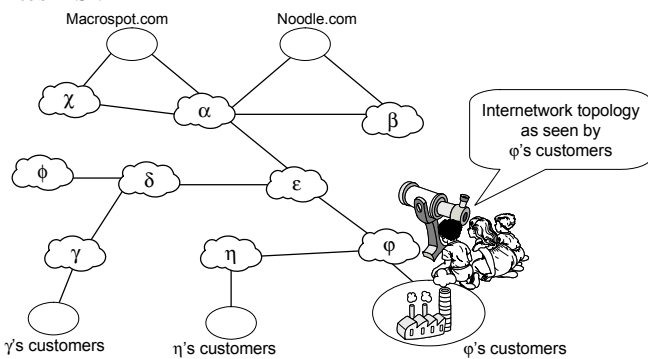 Macrospot.com
Noodle.com
χ
α
β
Internetwork topology
as seen by
φ's customers
ϕ
δ
ε
γ
η
φ
γ's customers
η's customers
φ's customers